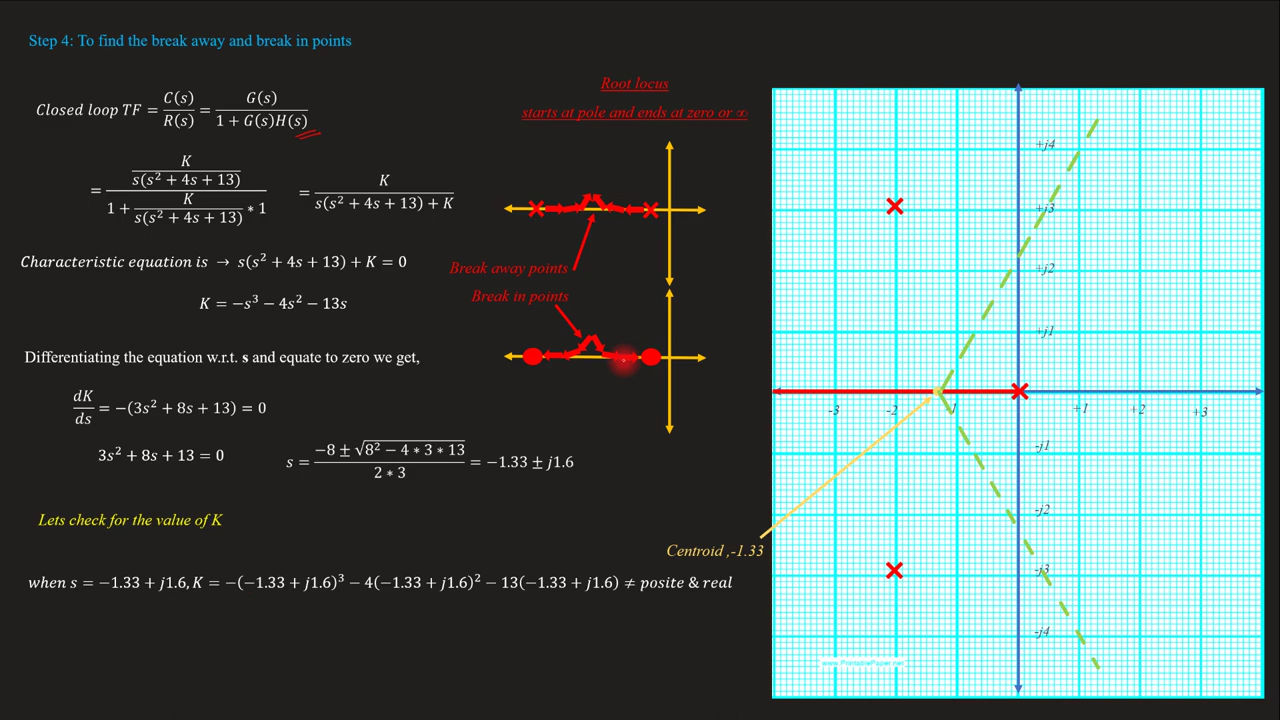 Step 4: To find the break away and break in points
Closed loop TF = C(s)/R(s) = G(s)/(1 + G(s)H(s))
= (K/(s(s² + 4s + 13)))/(1 + K/(s(s² + 4s + 13)) ∗ 1) = K/(s(s² + 4s + 13) + K)
Characteristic equation is → s(s² + 4s + 13) + K = 0
K = −s³ − 4s² − 13s
Differentiating the equation w.r.t. s and equate to zero we get,
dK/ds = −(3s² + 8s + 13) = 0
3s² + 8s + 13 = 0
s = (−8 ± √(8² − 4 ∗ 3 ∗ 13))/(2 ∗ 3) = −1.33 ± j1.6
Lets check for the value of K
when s = −1.33 + j1.6, K = −(−1.33 + j1.6)³ − 4(−1.33 + j1.6)² − 13(−1.33 + j1.6) ≠ posite & real
Root locus
starts at pole and ends at zero or ∞
Break away points
Break in points
Centroid ,-1.33
+j4
+j3
+j2
+j1
-3 -2 -1 +1 +2 +3
-j1
-j2
-j3
-j4
www.PrintablePaper.net